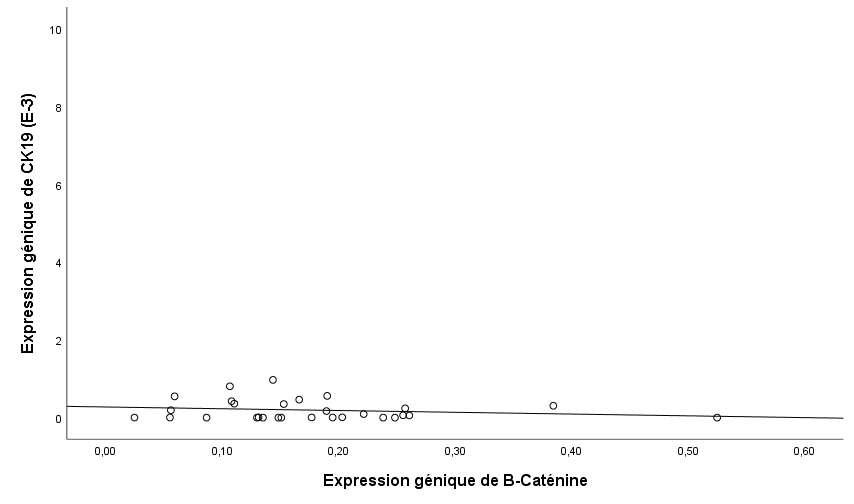 10
8
6
4
2
0
Expression génique de CK19 (E-3)
0,00 0,10 0,20 0,30 0,40 0,50 0,60
Expression génique de B-Caténine